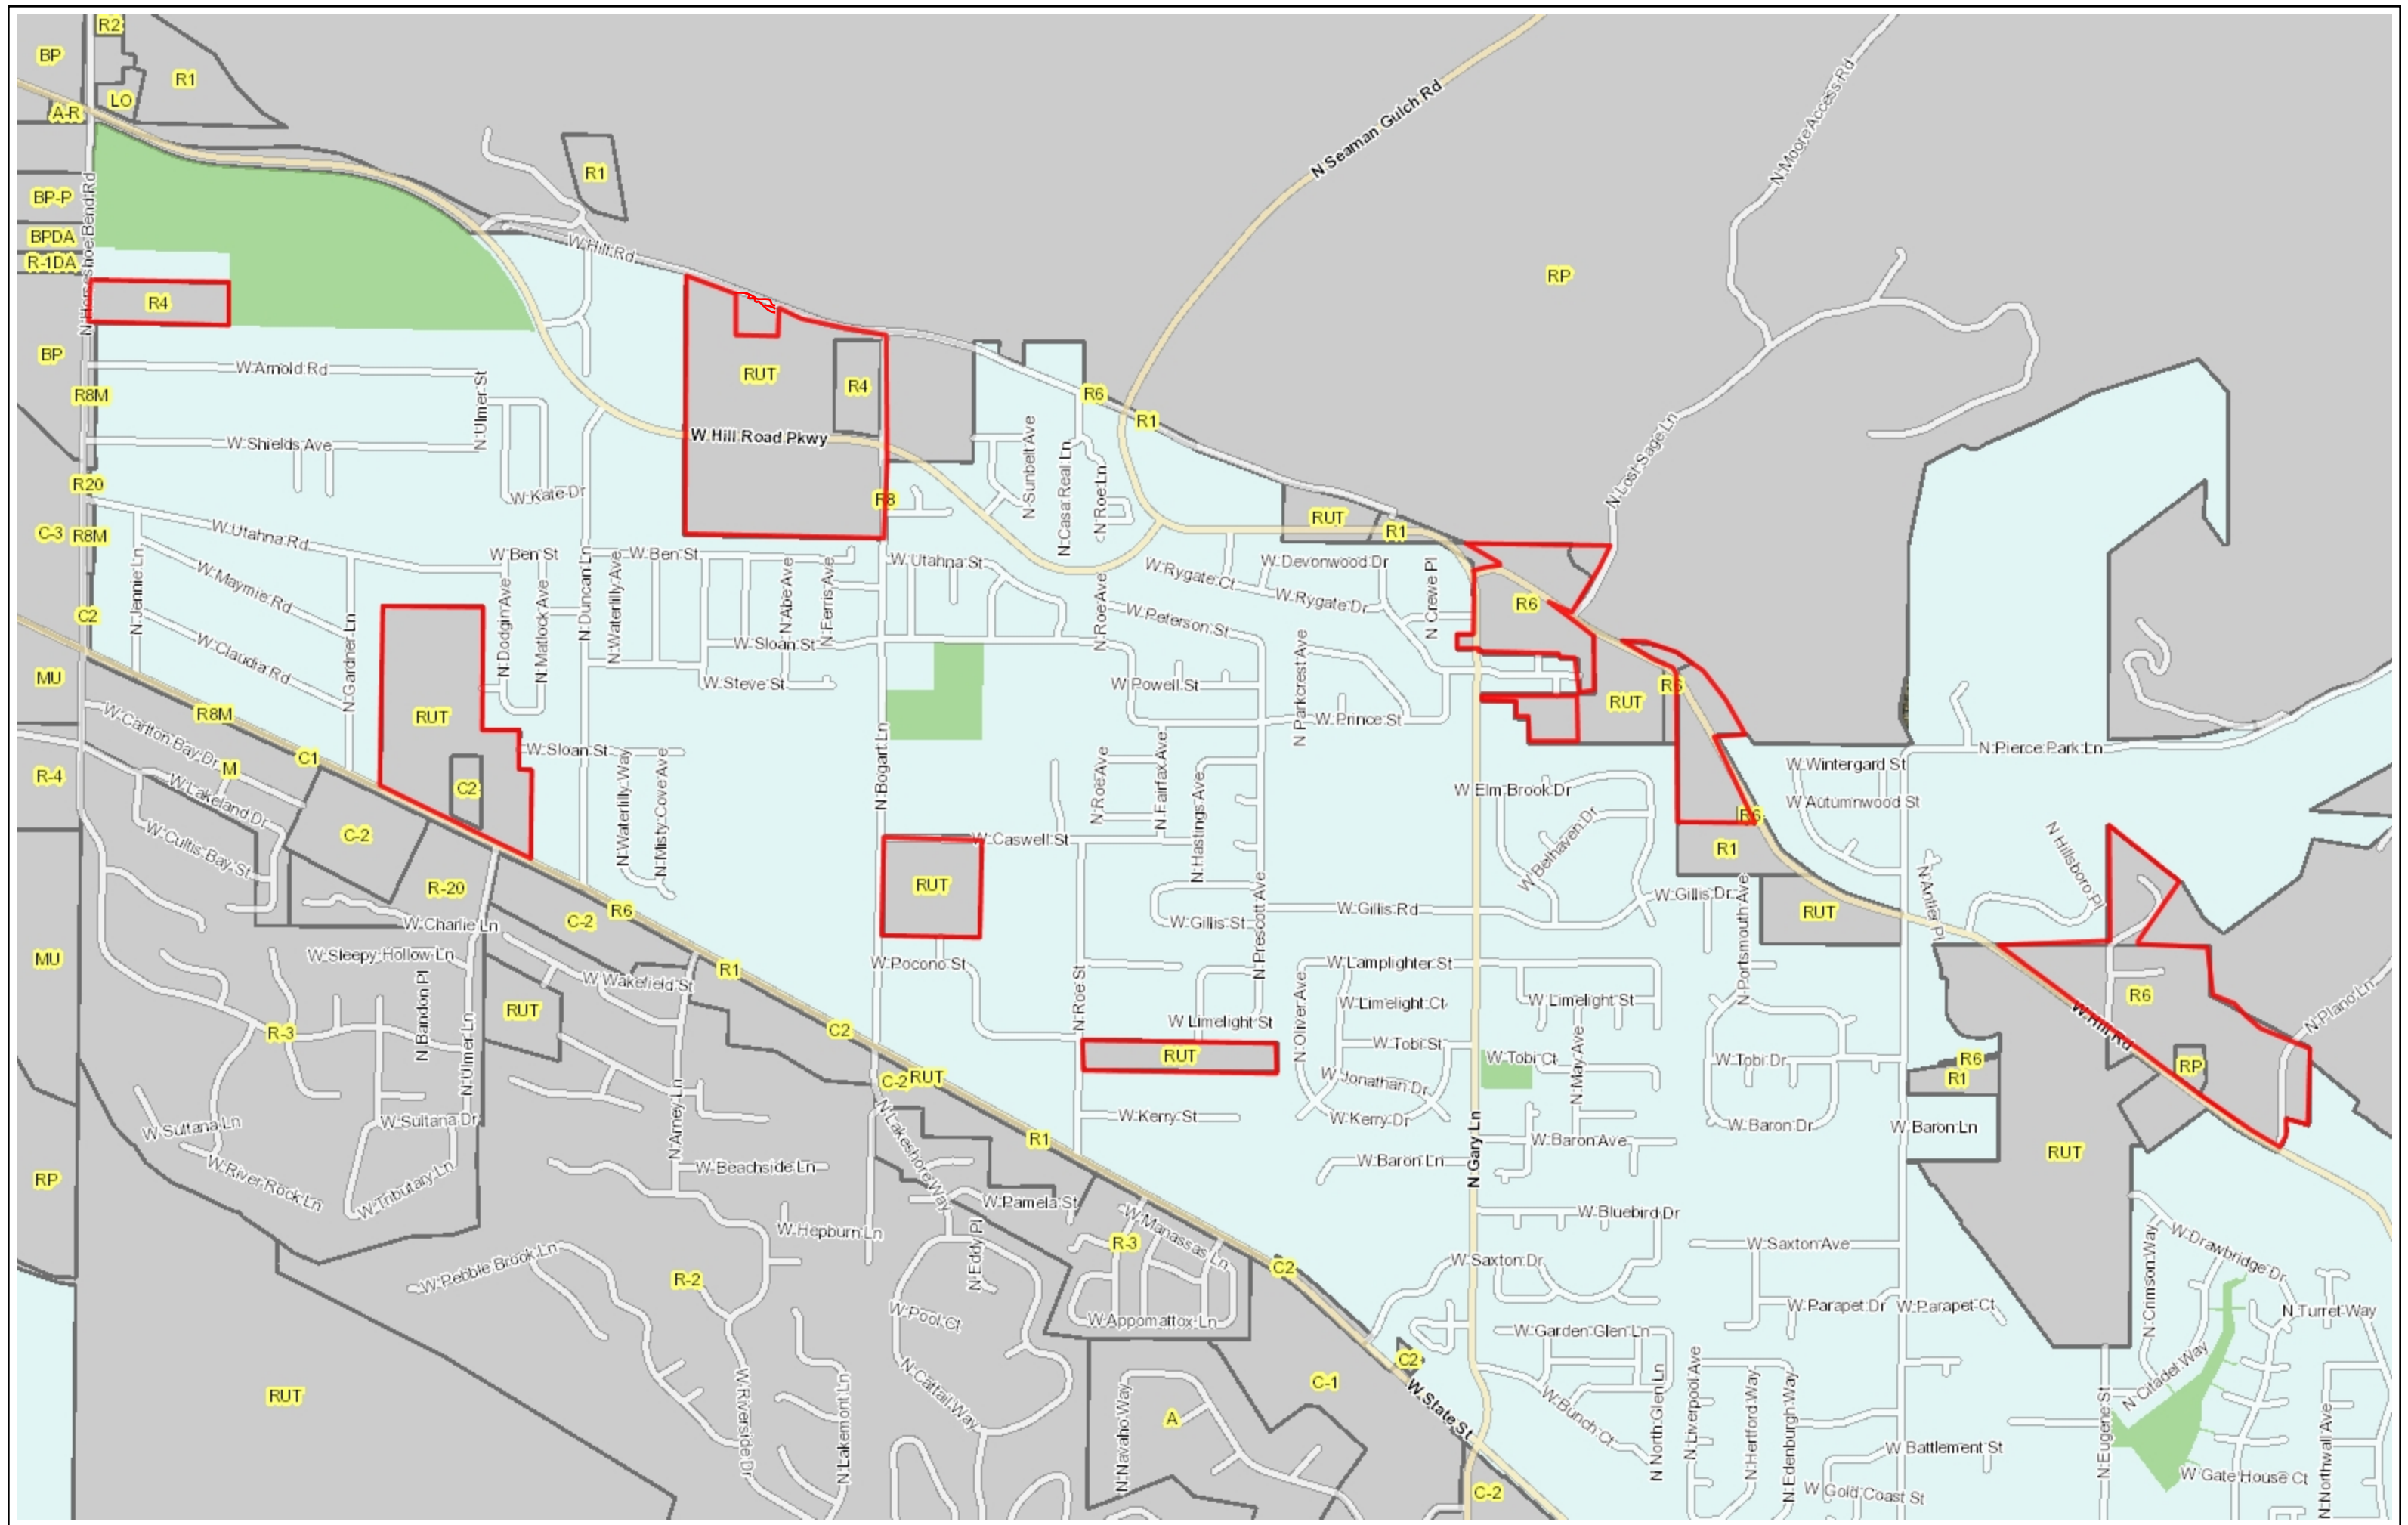 R2
BP
R1
LO
A-R
N Seaman Gulch Rd
N Moore Access Rd
R1
BP-P
N Horseshoe Bend Rd
BPDA
R-1DA
W Hill Rd
RP
R4
BP
W Arnold Rd
RUT
R4
R8M
R6
R1
N Ulmer St
W Shields Ave
W Hill Road Pkwy
N Sunbelt Ave
N Casa Real Ln
N Roe Ln
N Lost Sage Ln
R20
W Kate Dr
R8
RUT
R1
C-3
R8M
W Utahna Rd
W Ben St
N Duncan Ln
W Ben St
W Utahna St
W Devonwood Dr
W Rygate Ct
W Rygate Dr
N Crewe Pl
R6
N Jennie Ln
W Maymie Rd
N Dodgin Ave
N Matlock Ave
N Waterlilly Ave
N Abe Ave
N Ferris Ave
N Roe Ave
W Peterson St
C2
W Claudia Rd
N Gardner Ln
W Sloan St
N Parkcrest Ave
MU
W Steve St
W Powell St
R6
RUT
R8M
RUT
W Prince St
W Carlton Bay Dr
C1
W Sloan St
N Pierce Park Ln
R-4
M
W Lakeland Dr
C2
N Waterlilly Way
N Misty Cove Ave
N Bogart Ln
N Roe Ave
N Fairfax Ave
N Hastings Ave
W Elm Brook Dr
W Wintergard St
W Autumnwood St
R6
C-2
W Cultis Bay St
W Caswell St
W Belhaven Dr
R1
N Hillsboro Pl
R-20
RUT
W Gillis Dr
N Portsmouth Ave
RUT
N Antler Pl
R6
C-2
W Charlie Ln
W Gillis St
W Gillis Rd
N Prescott Ave
MU
W Sleepy Hollow Ln
W Wakefield St
R1
W Pocono St
N Roe St
N Oliver Ave
W Lamplighter St
R6
N Plano Ln
RUT
N Bandon Pl
N Ulmer Ln
R-3
C2
W Limelight St
W Limelight Ct
W Limelight St
W Hill Rd
RUT
W Tobi St
W Tobi Ct
N May Ave
W Tobi Dr
R6
R1
RP
C-2
RUT
W Jonathan Dr
W Sultana Ln
W Sultana Dr
N Arney Ln
N Lakeshore Way
R1
W Kerry St
W Kerry Dr
N Gary Ln
W Baron Ave
W Baron Dr
W Baron Ln
RUT
RP
W River Rock Ln
W Tributary Ln
W Beachside Ln
W Baron Ln
W Pamela St
W Manassas Ln
W Bluebird Dr
W Hepburn Ln
N Eddy Pl
R-3
W Saxton Ave
N Crimson Way
W Drawbridge Dr
W Pebble Brook Ln
R-2
C2
W Saxton Dr
W Pool Ct
W Appomattox Ln
W Parapet Dr
W Parapet Ct
N Turret Way
W Garden Glen Ln
C2
RUT
W Riverside Dr
N Lakemont Ln
N Cattail Way
N Navaho Way
A
C-1
W State St
W Bunch Ct
N North Glen Ln
N Liverpool Ave
N Hertford Way
N Edenburgh Way
N Eugene St
N Citadel Way
N Northwall Ave
W Battlement St
W Gate House Ct
C-2
W Gold Coast St